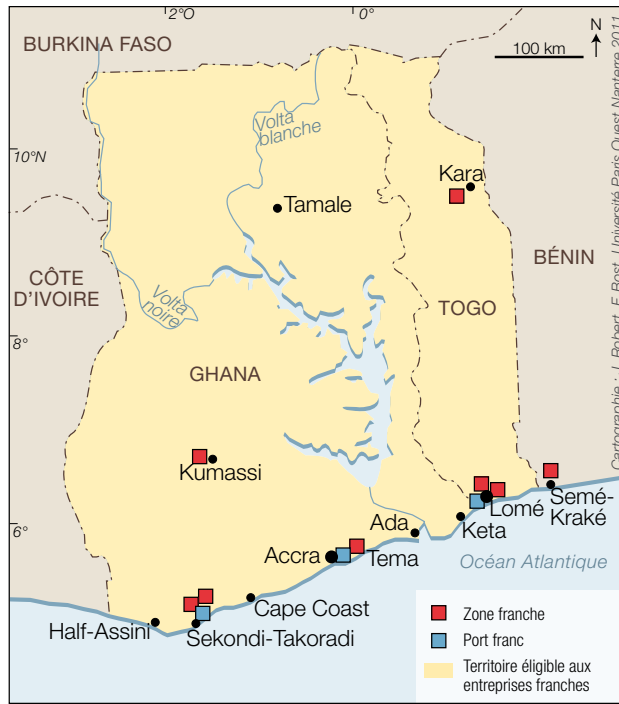 2°O
0°
BURKINA FASO
N
100 km
Volta
blanche
10°N
Kara
Tamale
BÉNIN
CÔTE
D'IVOIRE
Volta
noire
TOGO
8°
GHANA
Kumassi
Lomé
Semé-
Kraké
6°
Ada
Keta
Accra
Tema
Océan Atlantique
Cape Coast
Half-Assini
Sekondi-Takoradi
Zone franche
Port franc
Territoire éligible aux
entreprises franches
Cartographie : J. Robert, F. Bost, Université Paris Ouest Nanterre 2011